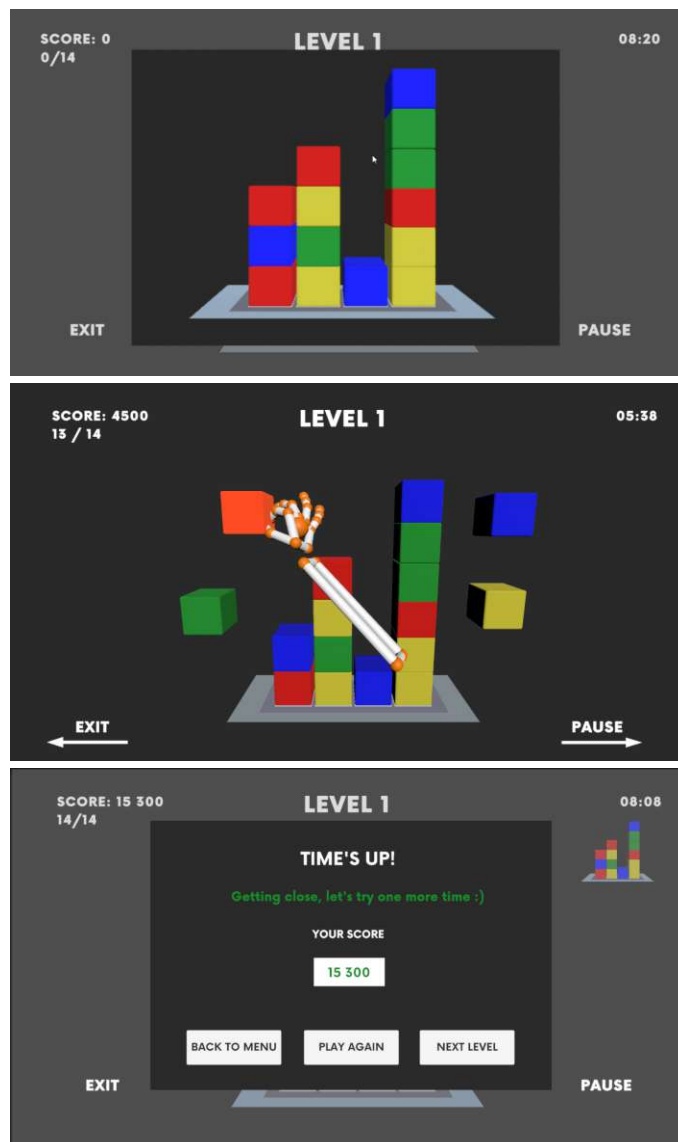 SCORE: 0
LEVEL 1
08:20
0/14
EXIT
PAUSE
SCORE: 4500
LEVEL 1
05:38
13 / 14
EXIT
PAUSE
SCORE: 15 300
LEVEL 1
08:08
14/14
TIME'S UP!
Getting close, let's try one more time :)
YOUR SCORE
15 300
BACK TO MENU
PLAY AGAIN
NEXT LEVEL
EXIT
PAUSE